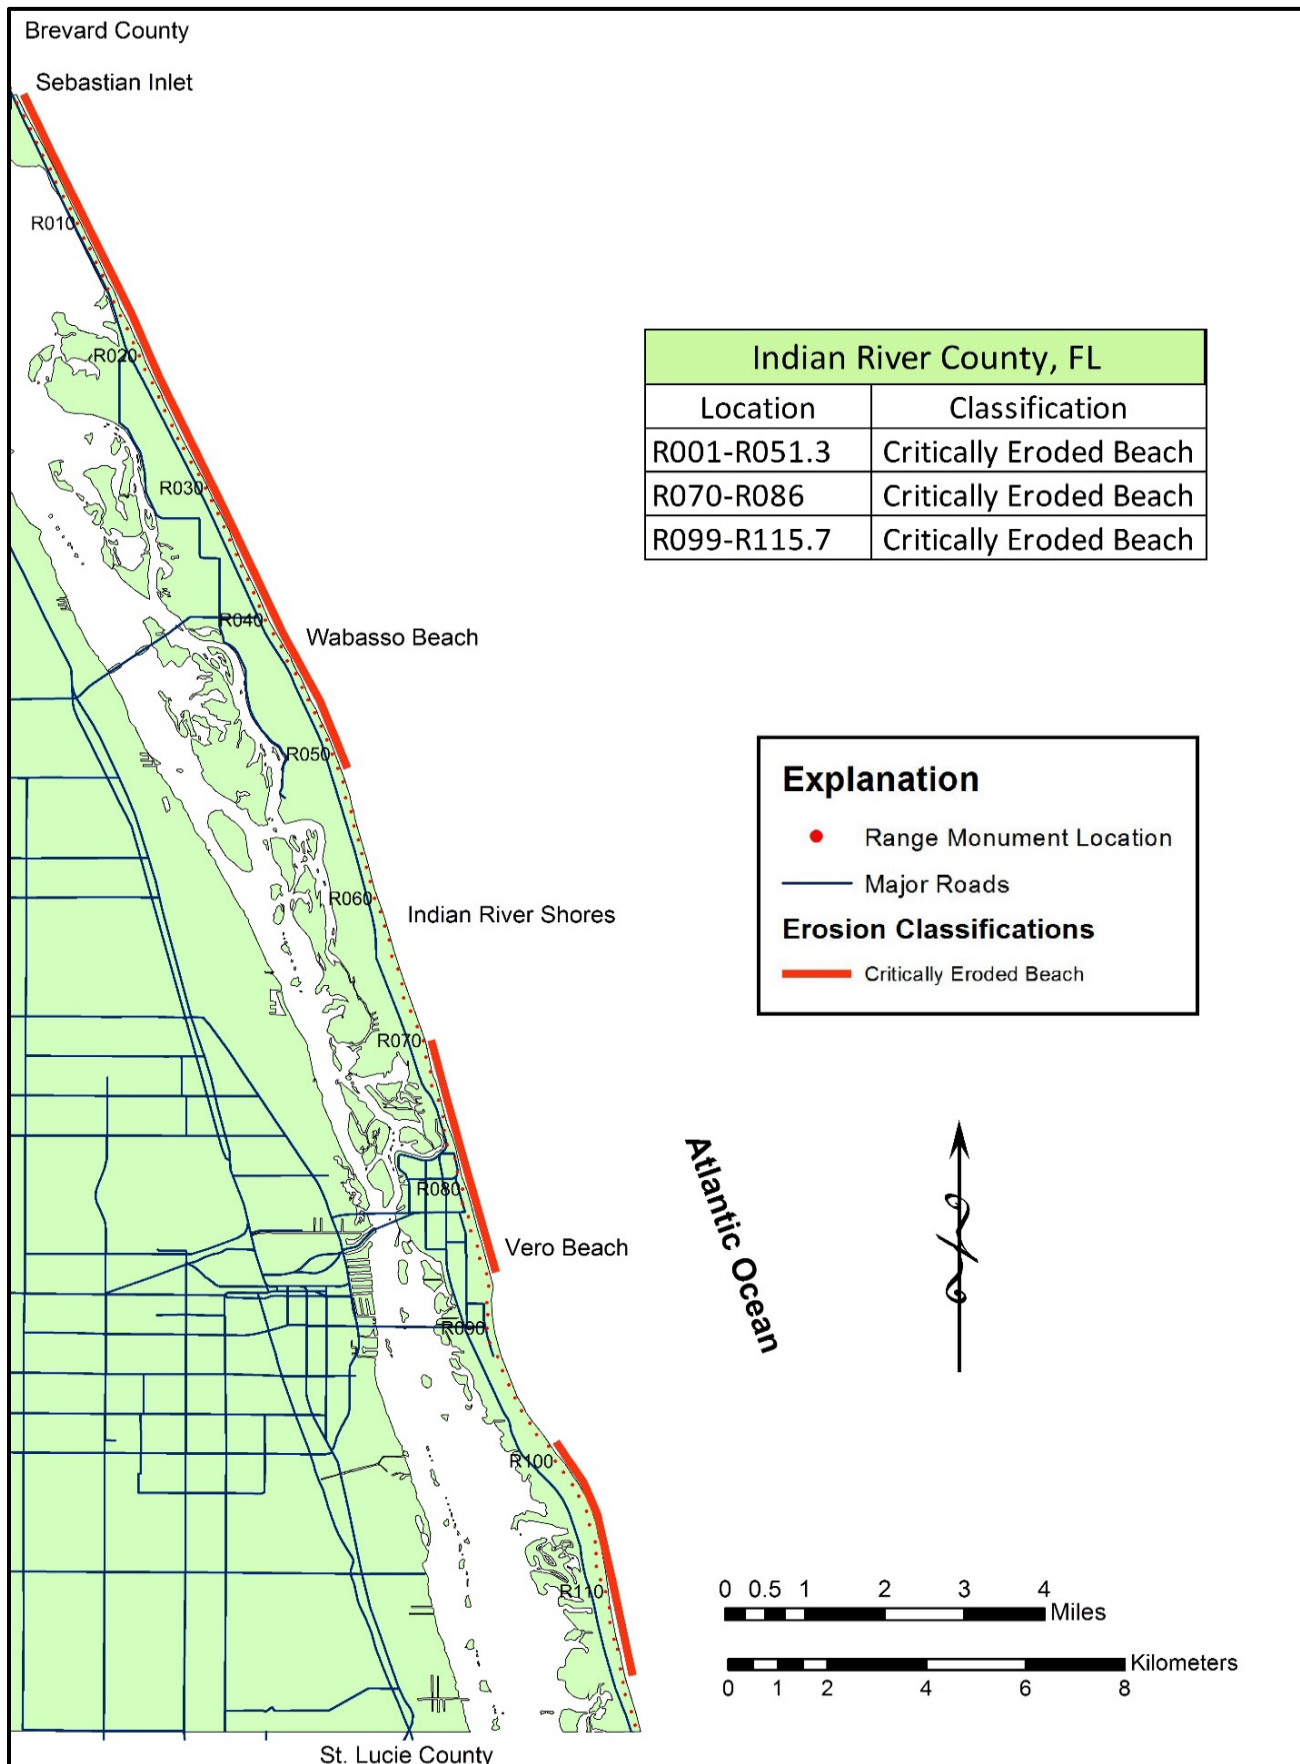 Brevard County
Sebastian Inlet
R010
R020
Indian River County, FL
Location Classification
R001-R051.3 Critically Eroded Beach
R070-R086 Critically Eroded Beach
R099-R115.7 Critically Eroded Beach
R030
R040
Wabasso Beach
R050
Explanation
Range Monument Location
Major Roads
Erosion Classifications
Critically Eroded Beach
R060
Indian River Shores
R070
Atlantic Ocean
R080
Vero Beach
R090
N
R100
R110
0 0.5 1 2 3 4
Miles
Kilometers
0 1 2 4 6 8
St. Lucie County